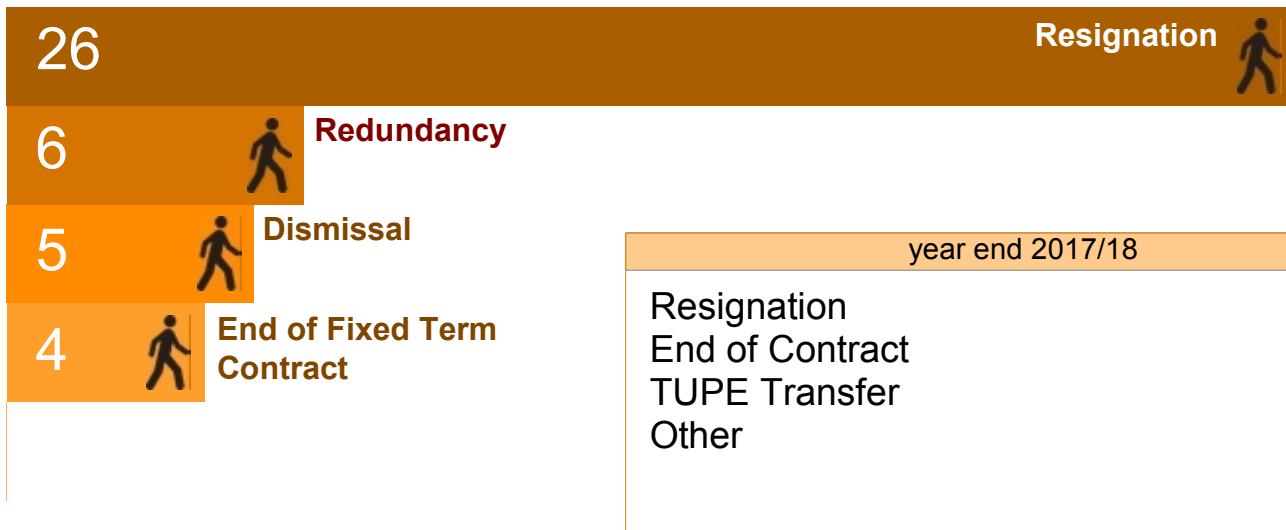 26
Resignation
6
Redundancy
5
Dismissal
4
End of Fixed Term
Contract
year end 2017/18
Resignation
End of Contract
TUPE Transfer
Other